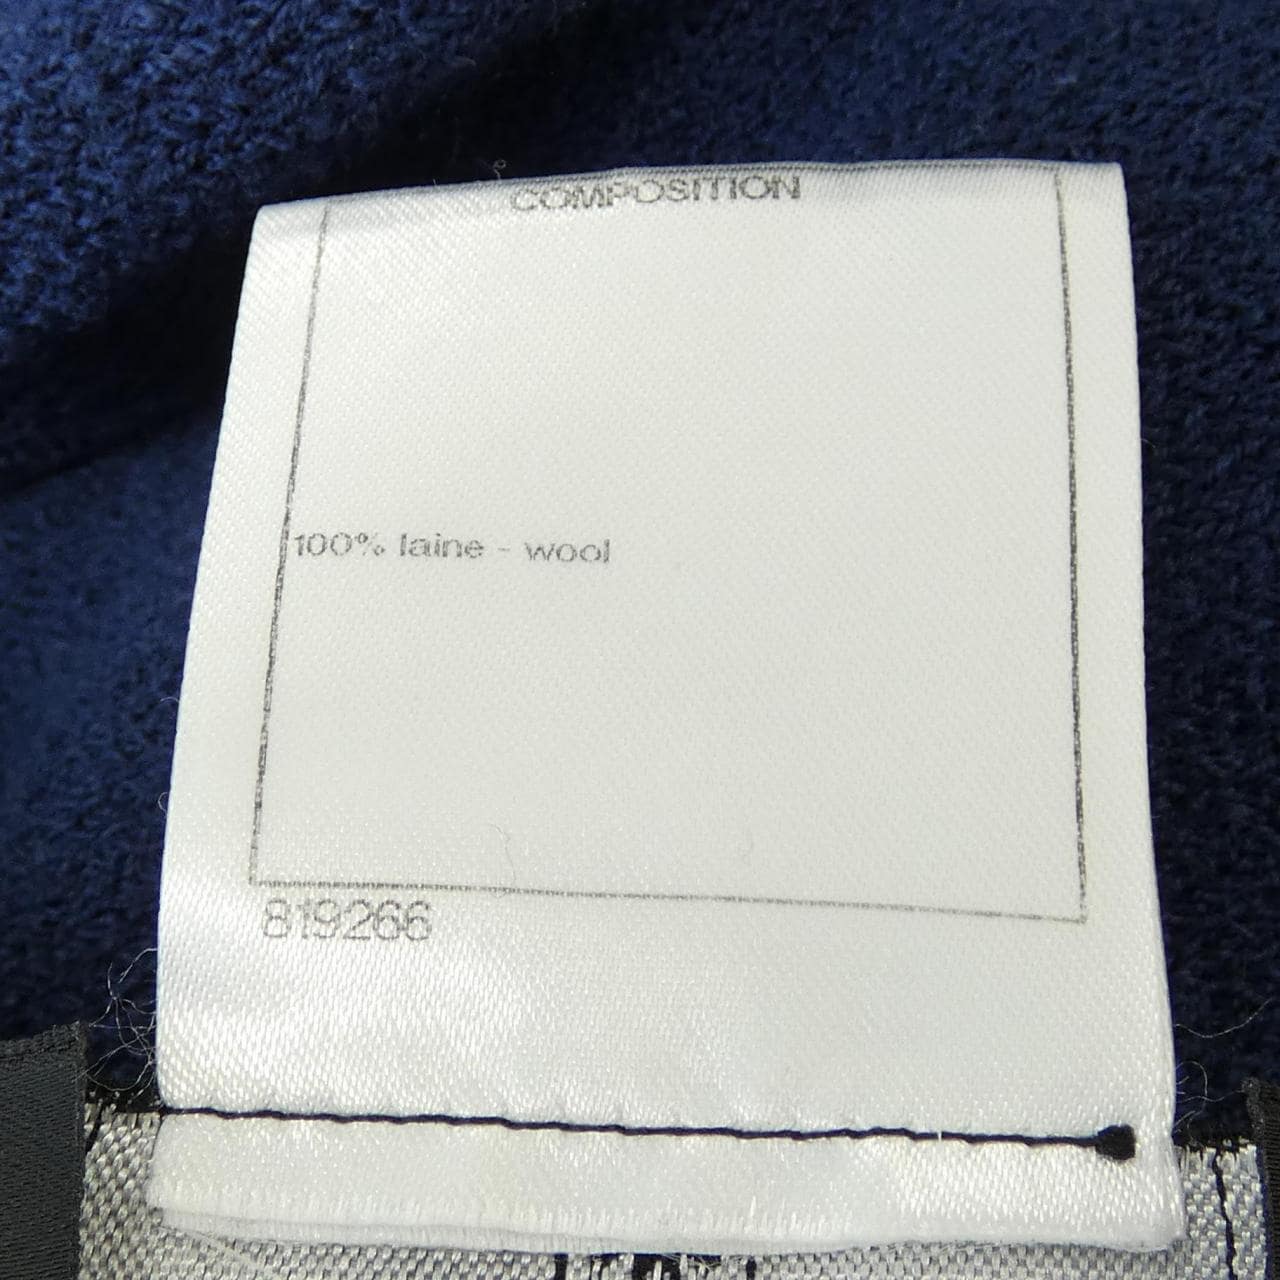 COMPOSITION
100% laine - wool
819266